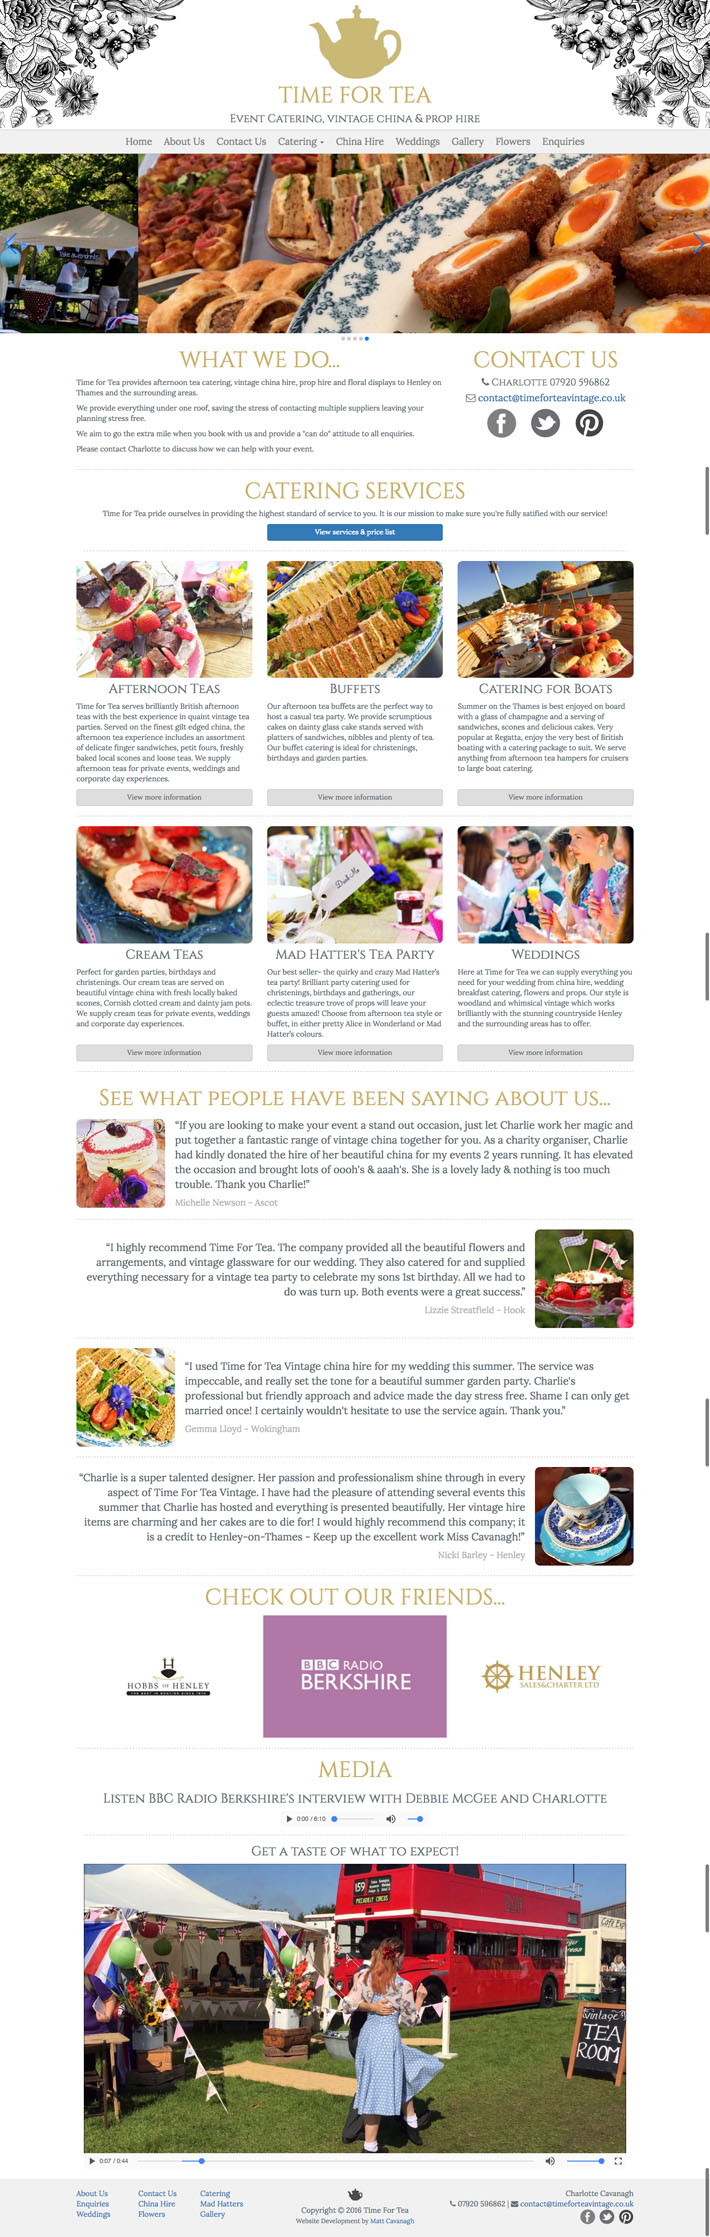 TIME FOR TEA
EVENT CATERING, VINTAGE CHINA & PROP HIRE
Home About Us Contact Us Catering China Hire Weddings Gallery Flowers Enquiries
WHAT WE DO...
Time for Tea provides afternoon tea catering, vintage china hire, prop hire and floral displays to Henley on
Thames and the surrounding areas.
We provide everything under one roof, saving the stress of contacting multiple suppliers leaving your
planning stress free.
We aim to go the extra mile when you book with us and provide a "can do" attitude to all enquiries.
Please contact Charlotte to discuss how we can help with your event.
CONTACT US
CHARLOTTE 07920 596862
contact@timeforteavintage.co.uk
CATERING SERVICES
Time for Tea pride ourselves in providing the highest standard of service to you. It is our mission to make sure you're fully satified with our service!
View services & price list
AFTERNOON TEAS
Time for Tea serves brilliantly British afternoon
teas with the best experience in quaint vintage tea
parties. Served on the finest gilt edged china, the
afternoon tea experience includes an assortment
of delicate finger sandwiches, petit fours, freshly
baked local scones and loose teas. We supply
afternoon teas for private events, weddings and
corporate day experiences.
View more information
BUFFETS
Our afternoon tea buffets are the perfect way to
host a casual tea party. We provide scrumptious
cakes on dainty glass cake stands served with
platters of sandwiches, nibbles and plenty of tea.
Our buffet catering is ideal for christenings,
birthdays and garden parties.
View more information
CATERING FOR BOATS
Summer on the Thames is best enjoyed on board
with a glass of champagne and a serving of
sandwiches, scones and delicious cakes. Very
popular at Regatta, enjoy the very best of British
boating with a catering package to suit. We serve
anything from afternoon tea hampers for cruisers
to large boat catering.
View more information
CREAM TEAS
Perfect for garden parties, birthdays and
christenings. Our cream teas are served on
beautiful vintage china with fresh locally baked
scones, Cornish clotted cream and dainty jam pots.
We supply cream teas for private events, weddings
and corporate day experiences.
View more information
Drink Me
MAD HATTER'S TEA PARTY
Our best seller- the quirky and crazy Mad Hatter's
tea party! Brilliant party catering used for
christenings, birthdays and gatherings, our
eclectic treasure trove of props will leave your
guests amazed! Choose from afternoon tea style or
buffet, in either pretty Alice in Wonderland or Mad
Hatter's colours.
View more information
WEDDINGS
Here at Time for Tea we can supply everything you
need for your wedding from china hire, wedding
breakfast catering, flowers and props. Our style is
woodland and whimsical vintage which works
brilliantly with the stunning countryside Henley
and the surrounding areas has to offer.
View more information
SEE WHAT PEOPLE HAVE BEEN SAYING ABOUT US...
“If you are looking to make your event a stand out occasion, just let Charlie work her magic and
put together a fantastic range of vintage china together for you. As a charity organiser, Charlie
had kindly donated the hire of her beautiful china for my events 2 years running. It has elevated
the occasion and brought lots of oooh's & aaah's. She is a lovely lady & nothing is too much
trouble. Thank you Charlie!”
Michelle Newson - Ascot
“I highly recommend Time For Tea. The company provided all the beautiful flowers and
arrangements, and vintage glassware for our wedding. They also catered for and supplied
everything necessary for a vintage tea party to celebrate my sons 1st birthday. All we had to
do was turn up. Both events were a great success.”
Lizzie Streatfield - Hook
“I used Time for Tea Vintage china hire for my wedding this summer. The service was
impeccable, and really set the tone for a beautiful summer garden party. Charlie's
professional but friendly approach and advice made the day stress free. Shame I can only get
married once! I certainly wouldn't hesitate to use the service again. Thank you.”
Gemma Lloyd - Wokingham
“Charlie is a super talented designer. Her passion and professionalism shine through in every
aspect of Time For Tea Vintage. I have had the pleasure of attending several events this
summer that Charlie has hosted and everything is presented beautifully. Her vintage hire
items are charming and her cakes are to die for! I would highly recommend this company; it
is a credit to Henley-on-Thames - Keep up the excellent work Miss Cavanagh!”
Nicki Barley - Henley
CHECK OUT OUR FRIENDS...
HOBBS OF HENLEY
BBC RADIO
BERKSHIRE
HENLEY
SALES&CHARTER LTD
MEDIA
LISTEN BBC RADIO BERKSHIRE'S INTERVIEW WITH DEBBIE MCGEE AND CHARLOTTE
0:00 / 6:10
GET A TASTE OF WHAT TO EXPECT!
159
PICCADILLY CIRCUS
Vintage
TEA
ROOM
0:07 / 0:44
About Us Contact Us Catering
Enquiries China Hire Mad Hatters
Weddings Flowers Gallery
Copyright © 2016 Time For Tea
Website Development by Matt Cavanagh
Charlotte Cavanagh
07920 596862 | contact@timeforteavintage.co.uk